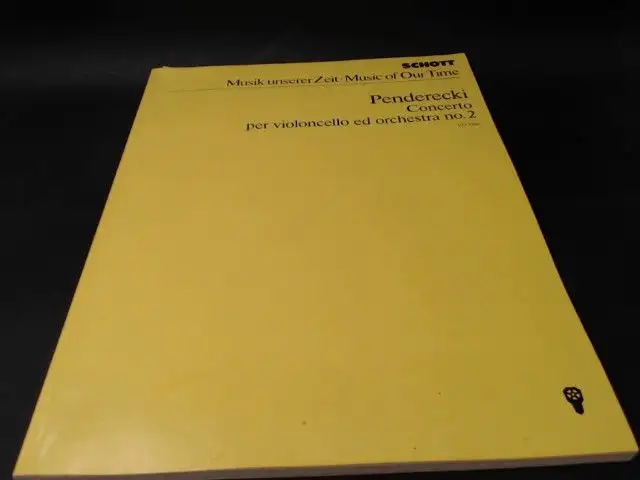 SCHOTT
Musik unserer Zeit · Music of Our Time
Penderecki
Concerto
per violoncello ed orchestra no. 2